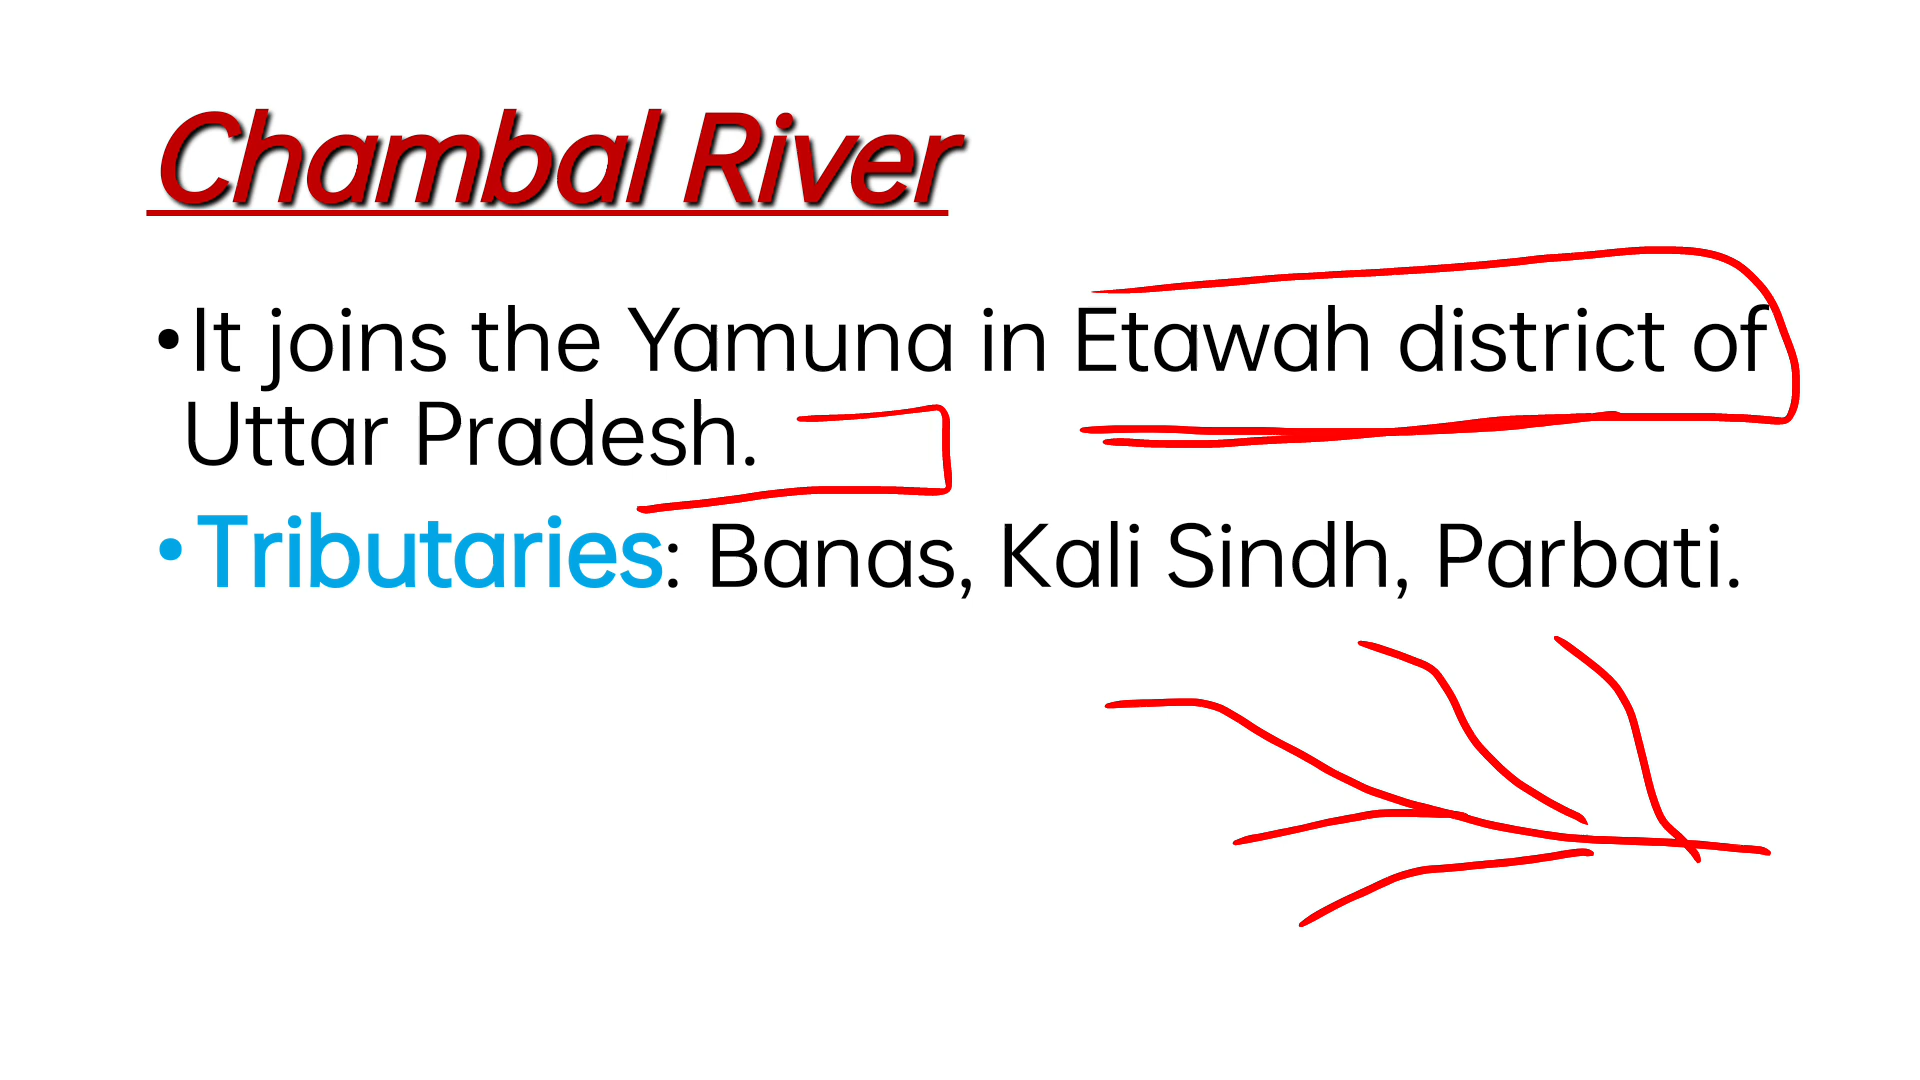 Chambal River
•It joins the Yamuna in Etawah district of
Uttar Pradesh.
•Tributaries: Banas, Kali Sindh, Parbati.